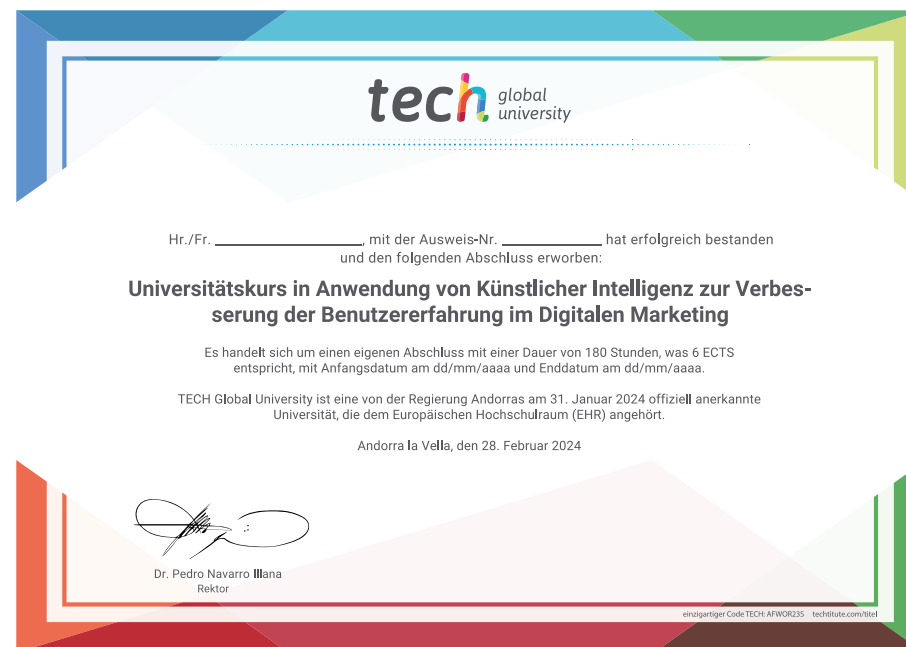 tech global university
Hr./Fr. ____________________, mit der Ausweis-Nr. ______________ hat erfolgreich bestanden
und den folgenden Abschluss erworben:
Universitätskurs in Anwendung von Künstlicher Intelligenz zur Verbes-
serung der Benutzererfahrung im Digitalen Marketing
Es handelt sich um einen eigenen Abschluss mit einer Dauer von 180 Stunden, was 6 ECTS
entspricht, mit Anfangsdatum am dd/mm/aaaa und Enddatum am dd/mm/aaaa.
TECH Global University ist eine von der Regierung Andorras am 31. Januar 2024 offiziell anerkannte
Universität, die dem Europäischen Hochschulraum (EHR) angehört.
Andorra la Vella, den 28. Februar 2024
Dr. Pedro Navarro Illana
Rektor
einzigartiger Code TECH: AFWOR235 techtitute.com/titel